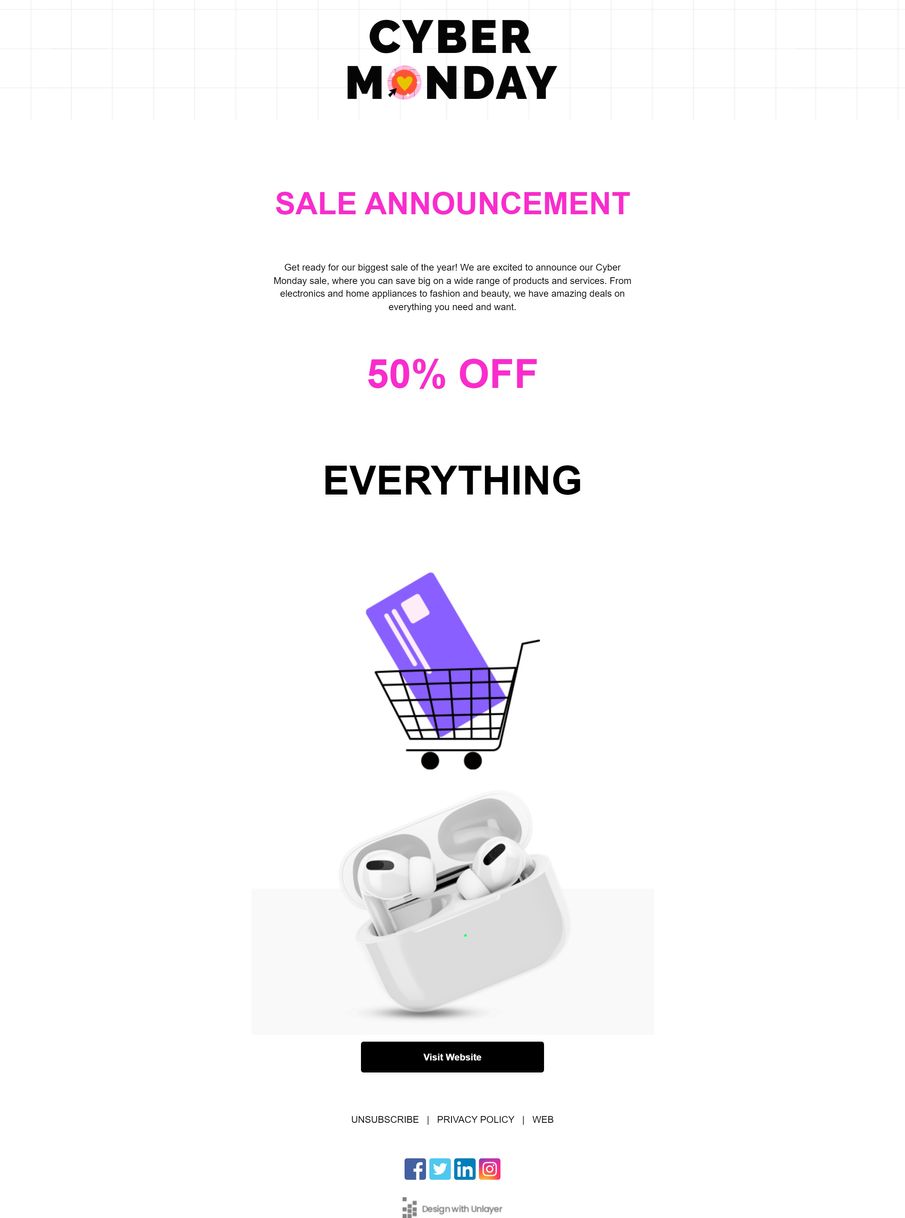 CYBER
MONDAY
SALE ANNOUNCEMENT
Get ready for our biggest sale of the year! We are excited to announce our Cyber
Monday sale, where you can save big on a wide range of products and services. From
electronics and home appliances to fashion and beauty, we have amazing deals on
everything you need and want.
50% OFF
EVERYTHING
Visit Website
UNSUBSCRIBE | PRIVACY POLICY | WEB
Design with Unlayer